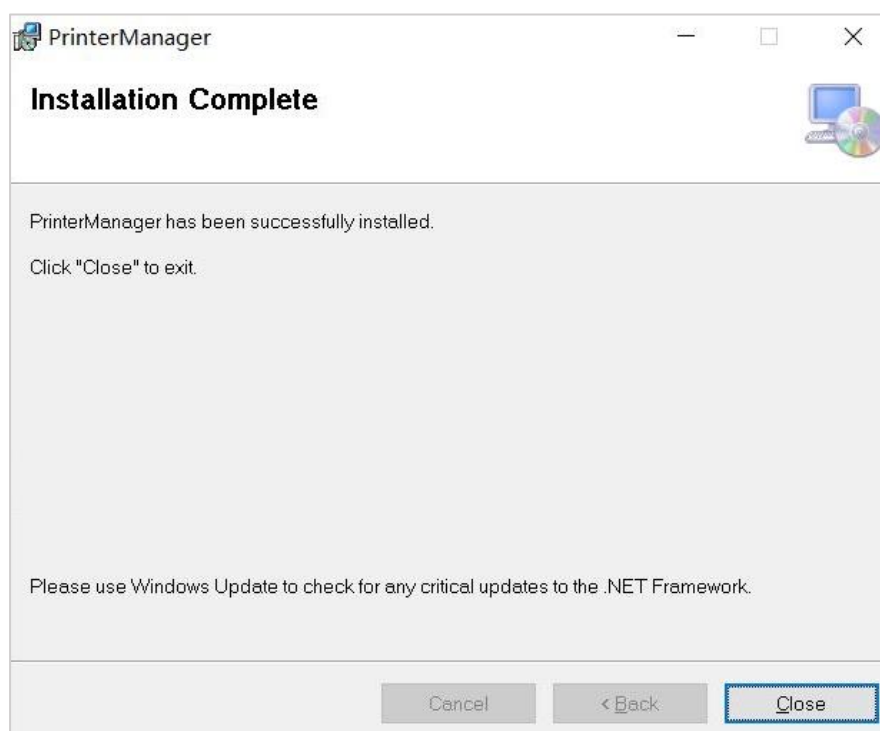 PrinterManager
Installation Complete
PrinterManager has been successfully installed.
Click "Close" to exit.
Please use Windows Update to check for any critical updates to the .NET Framework.
Cancel
< Back
Close